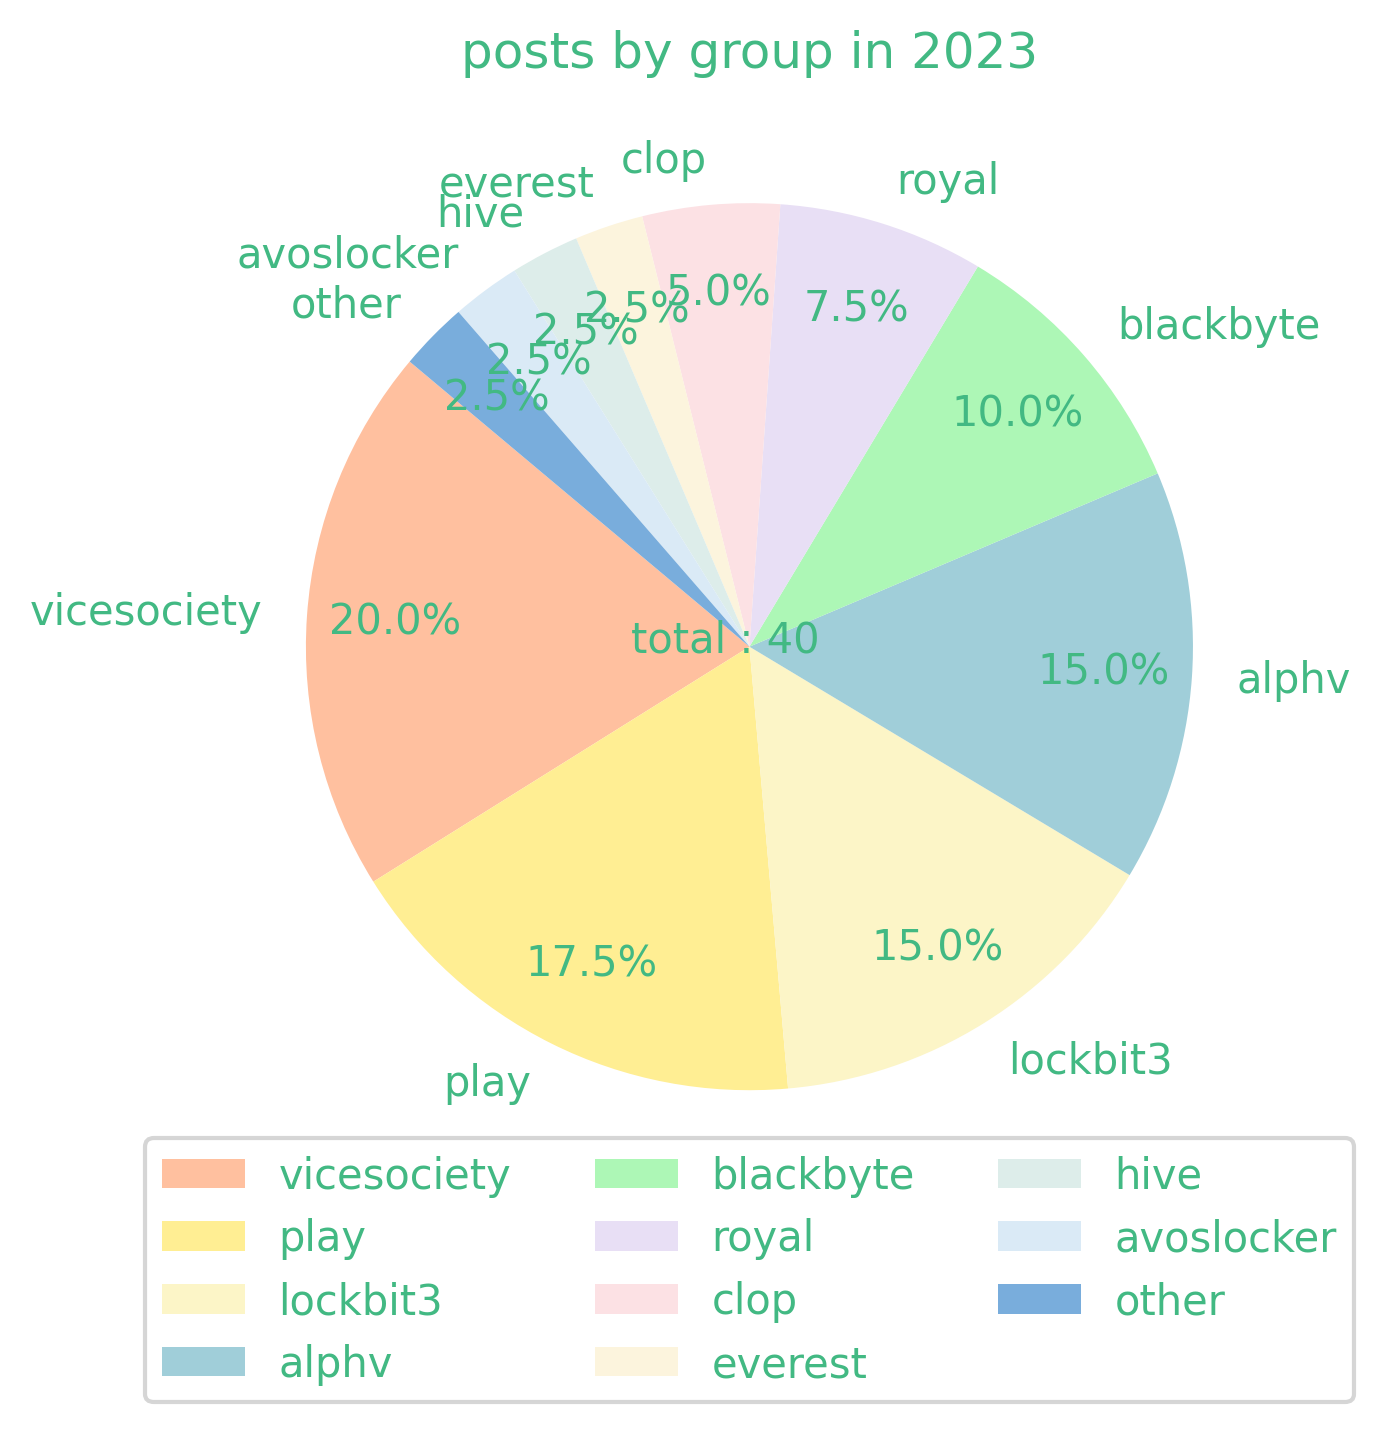 posts by group in 2023
clop
royal
everest
hive
avoslocker
other
blackbyte
5.0%
7.5%
2.5%
2.5%
2.5%
2.5%
10.0%
vicesociety
20.0%
total : 40
15.0%
alphv
17.5%
15.0%
play
lockbit3
vicesociety
play
lockbit3
alphv
blackbyte
royal
clop
everest
hive
avoslocker
other